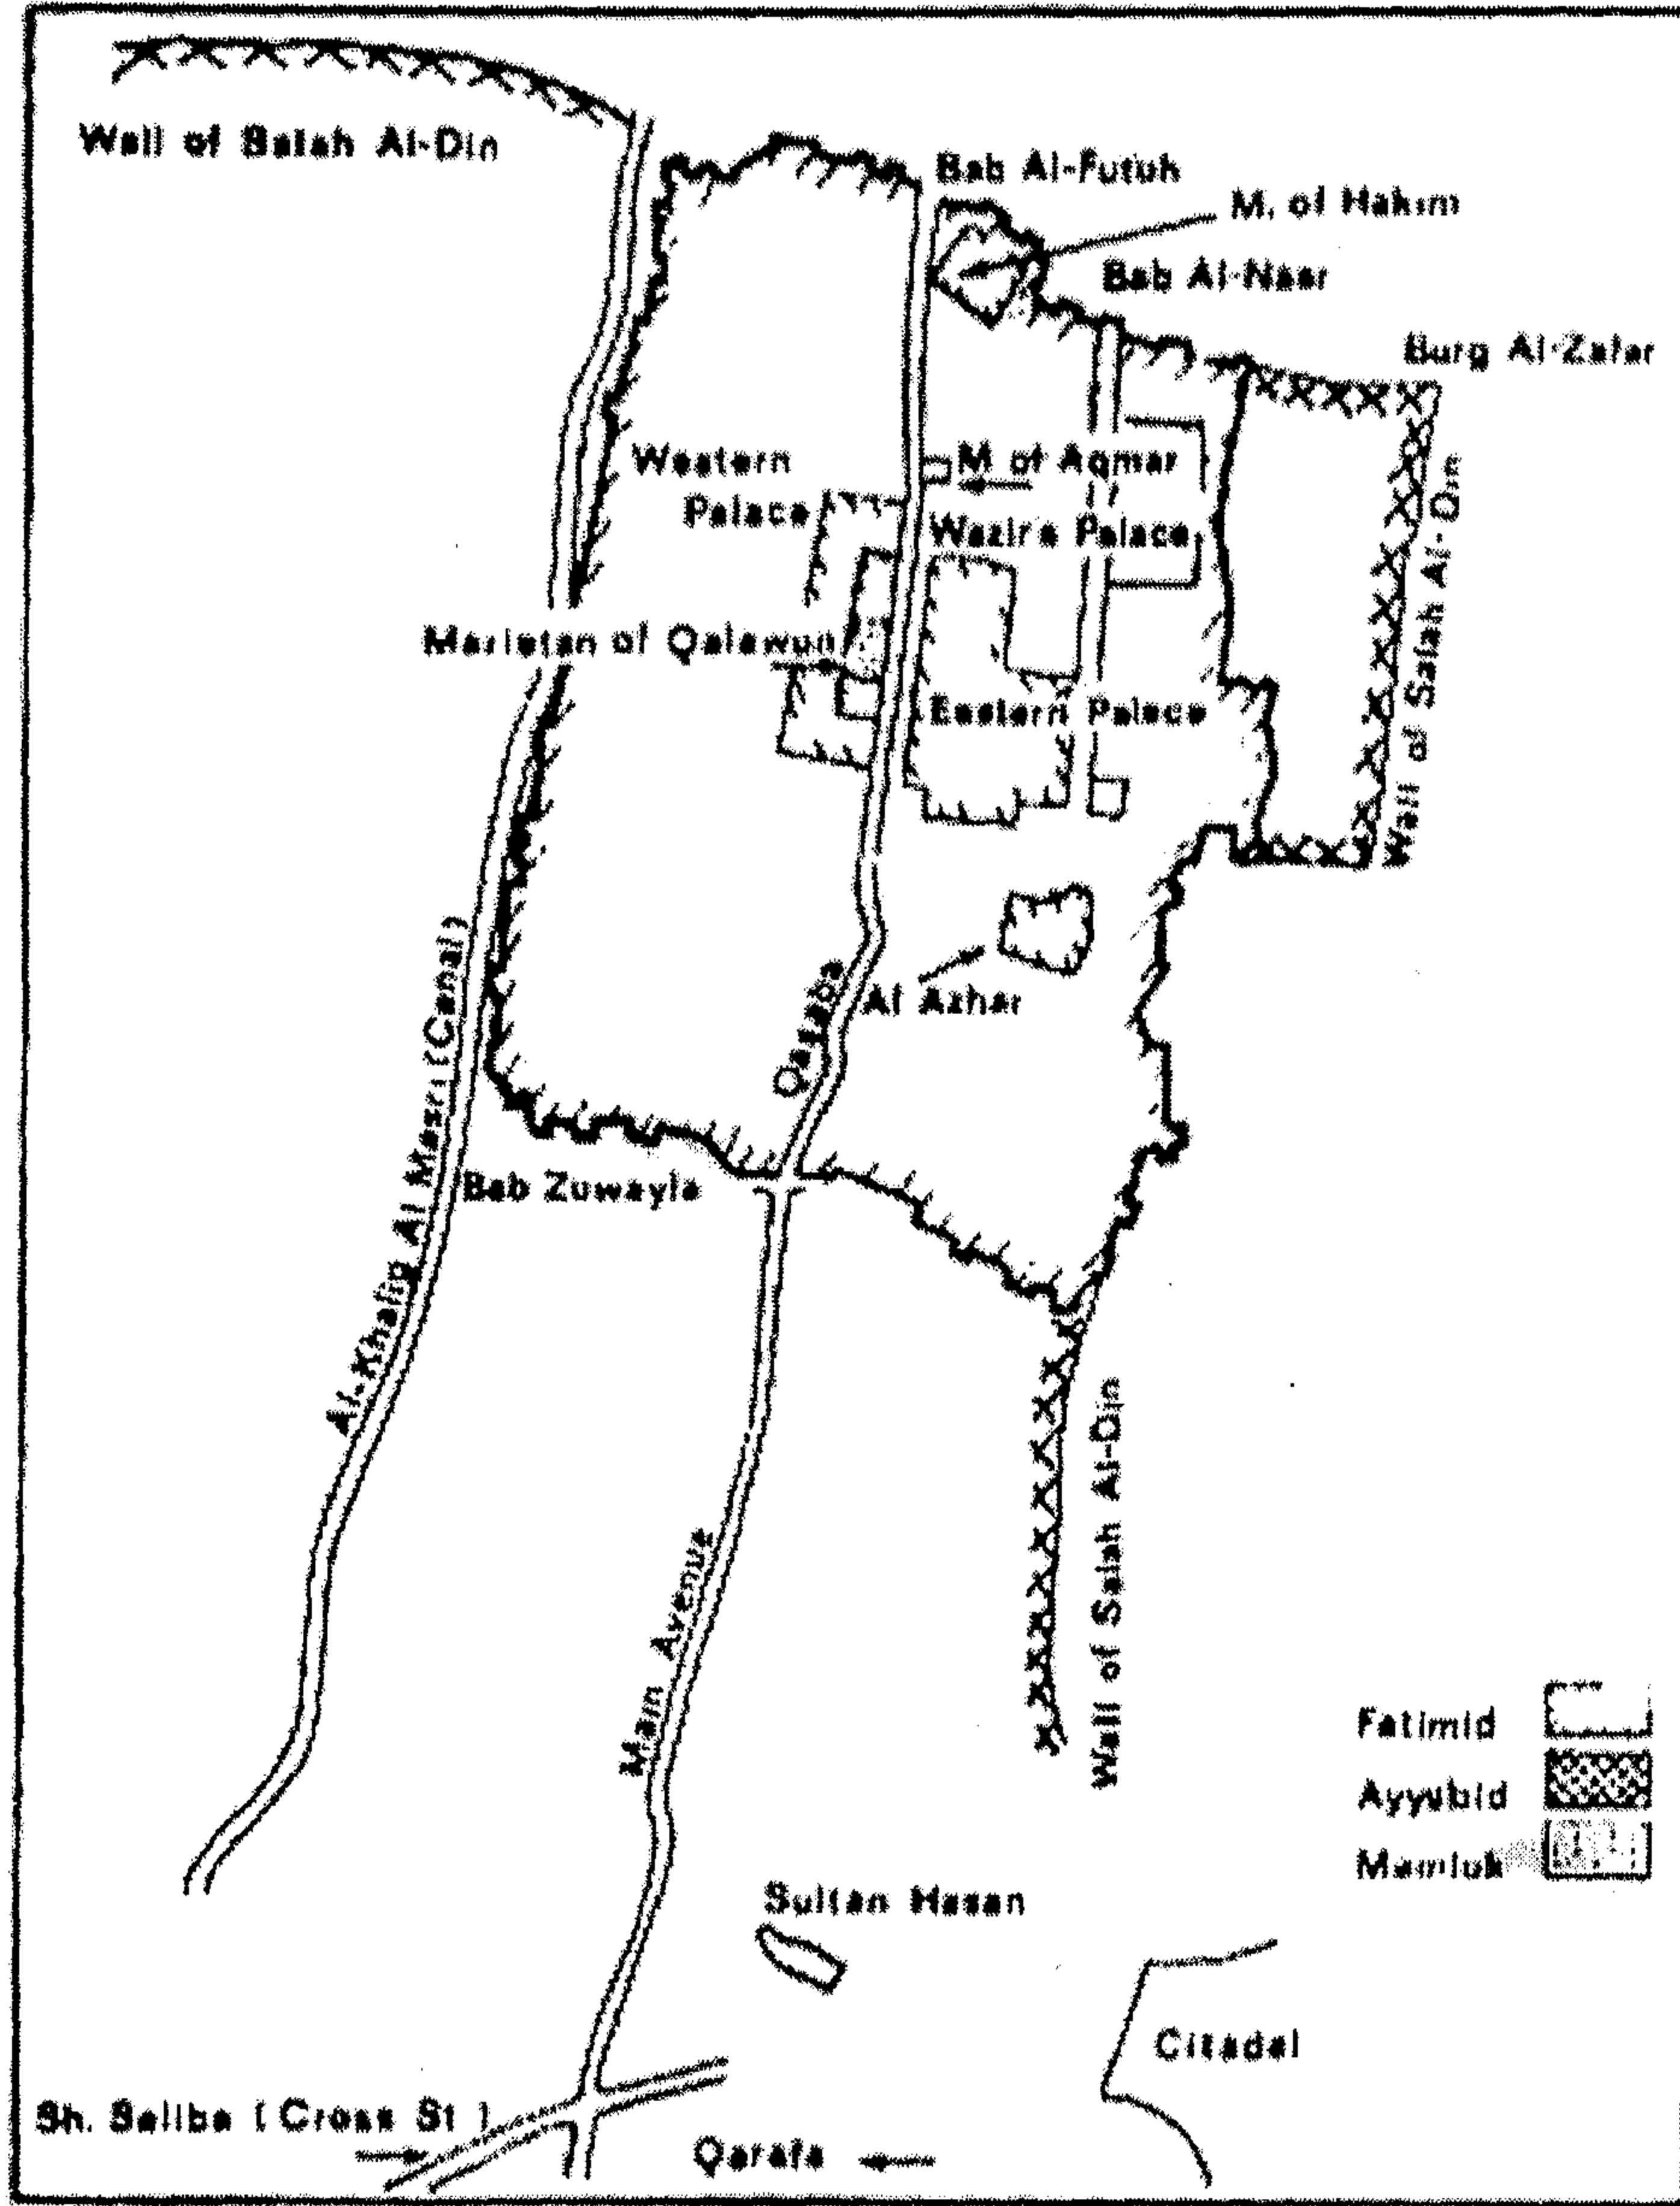 Wall of Salah Al-Din
Bab Al-Futuh
M. of Hakim
Bab Al-Nasr
Burg Al-Zafar
Western
Palace
M of Aqmar
Wazir's Palace
Wall of Salah Al-Din
Maristan of Qalawun
Eastern Palace
Al Azhar
Qasaba
Al-Khalig Al Masri (Canal)
Bab Zuwayla
Main Avenue
Wall of Salah Al-Din
Fatimid
Ayyubid
Mamluk
Sultan Hasan
Citadal
Sh. Saliba ( Cross St )
Qarafa